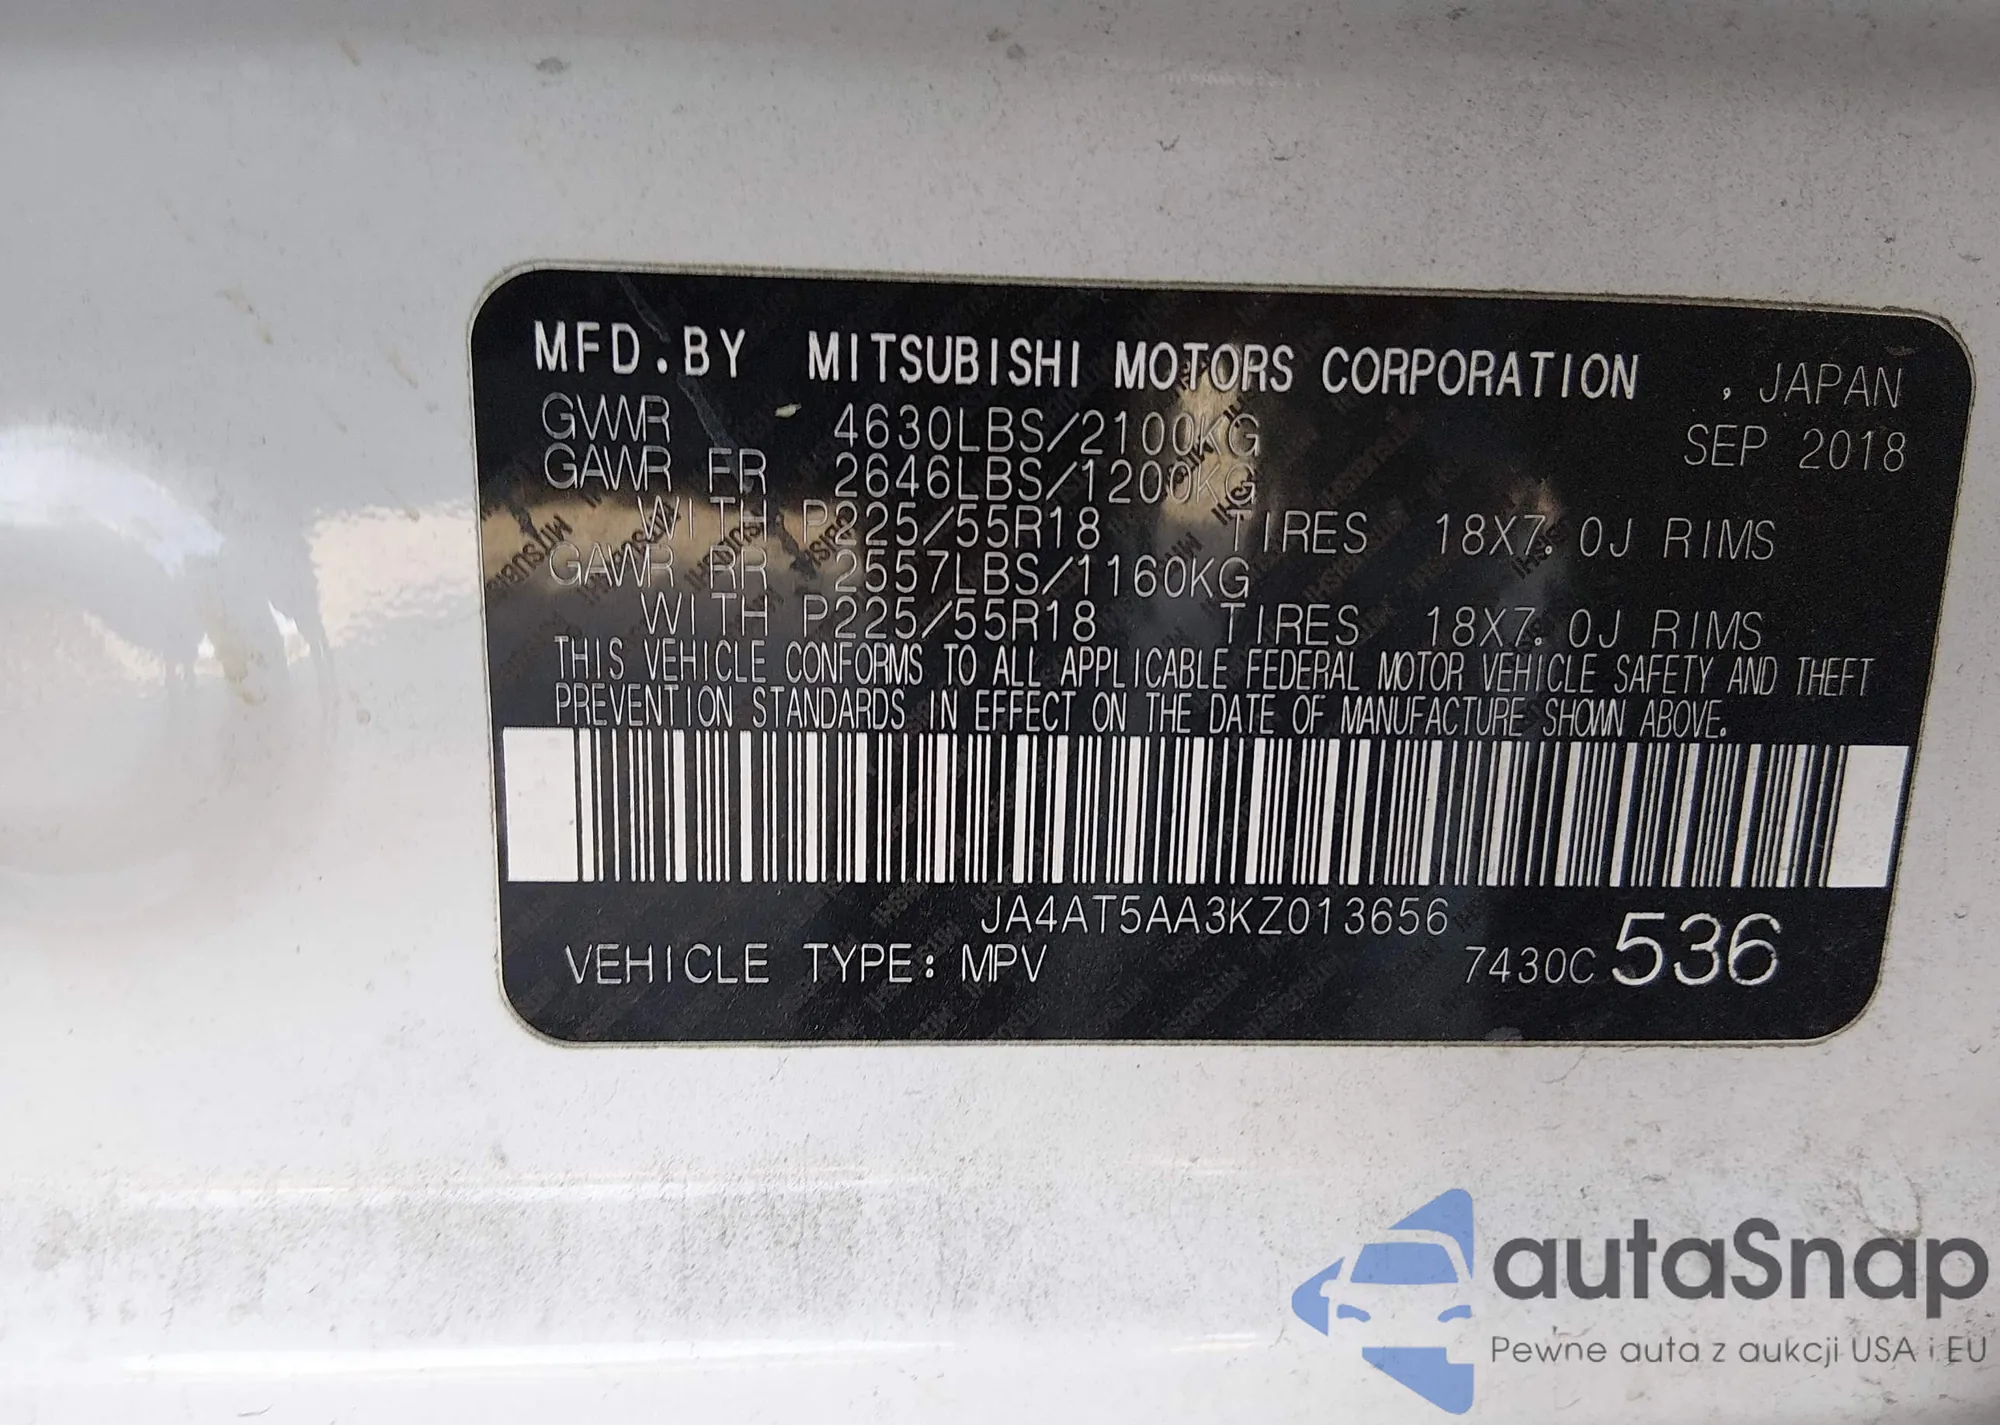 MFD.BY MITSUBISHI MOTORS CORPORATION , JAPAN
GVWR 4630LBS/2100KG SEP 2018
GAWR FR 2646LBS/1200KG
WITH P225/55R18 TIRES 18X7.0J RIMS
GAWR RR 2557LBS/1160KG
WITH P225/55R18 TIRES 18X7.0J RIMS
THIS VEHICLE CONFORMS TO ALL APPLICABLE FEDERAL MOTOR VEHICLE SAFETY AND THEFT
PREVENTION STANDARDS IN EFFECT ON THE DATE OF MANUFACTURE SHOWN ABOVE.
JA4AT5AA3KZ013656
VEHICLE TYPE: MPV 7430C 536
autaSnap
Pewne auta z aukcji USA i EU